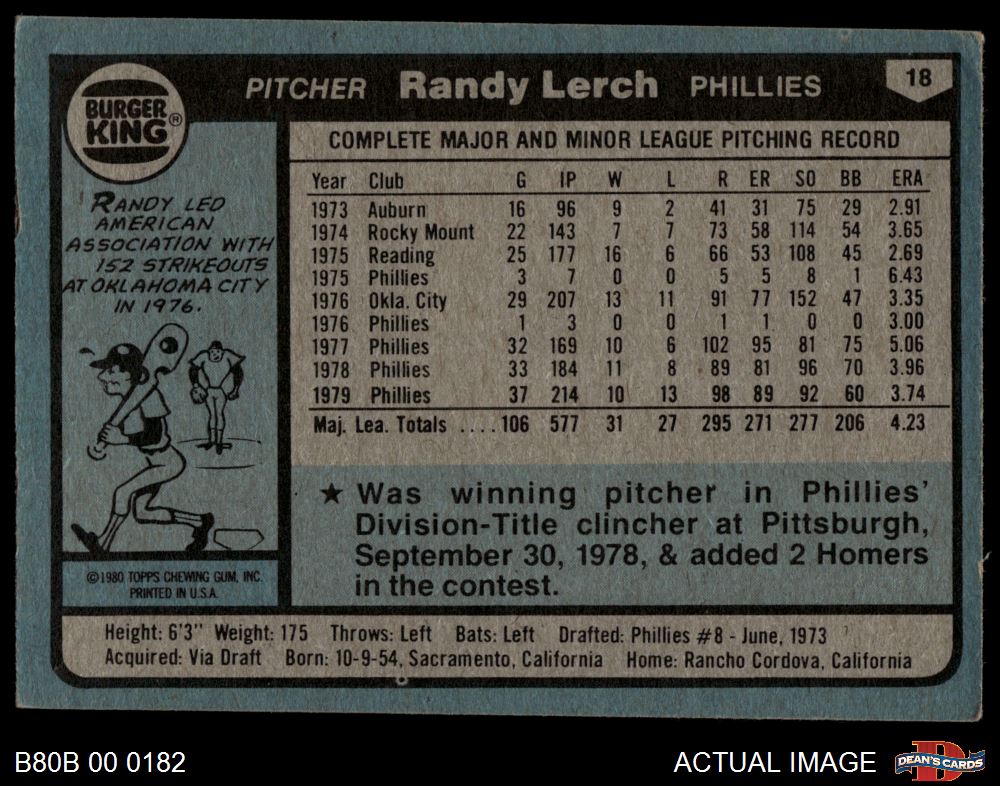 BURGER KING ®
PITCHER Randy Lerch PHILLIES 18
RANDY LED
AMERICAN
ASSOCIATION WITH
152 STRIKEOUTS
AT OKLAHOMA CITY
IN 1976.
COMPLETE MAJOR AND MINOR LEAGUE PITCHING RECORD
Year Club G IP W L R ER SO BB ERA
1973 Auburn 16 96 9 2 41 31 75 29 2.91
1974 Rocky Mount 22 143 7 7 73 58 114 54 3.65
1975 Reading 25 177 16 6 66 53 108 45 2.69
1975 Phillies 3 7 0 0 5 5 8 1 6.43
1976 Okla. City 29 207 13 11 91 77 152 47 3.35
1976 Phillies 1 3 0 0 1 1 0 0 3.00
1977 Phillies 32 169 10 6 102 95 81 75 5.06
1978 Phillies 33 184 11 8 89 81 96 70 3.96
1979 Phillies 37 214 10 13 98 89 92 60 3.74
Maj. Lea. Totals ....106 577 31 27 295 271 277 206 4.23
★ Was winning pitcher in Phillies'
Division-Title clincher at Pittsburgh,
September 30, 1978, & added 2 Homers
in the contest.
©1980 TOPPS CHEWING GUM, INC.
PRINTED IN U.S.A.
Height: 6'3" Weight: 175 Throws: Left Bats: Left Drafted: Phillies #8 - June, 1973
Acquired: Via Draft Born: 10-9-54, Sacramento, California Home: Rancho Cordova, California
B80B 00 0182
ACTUAL IMAGE
DEAN'S CARDS